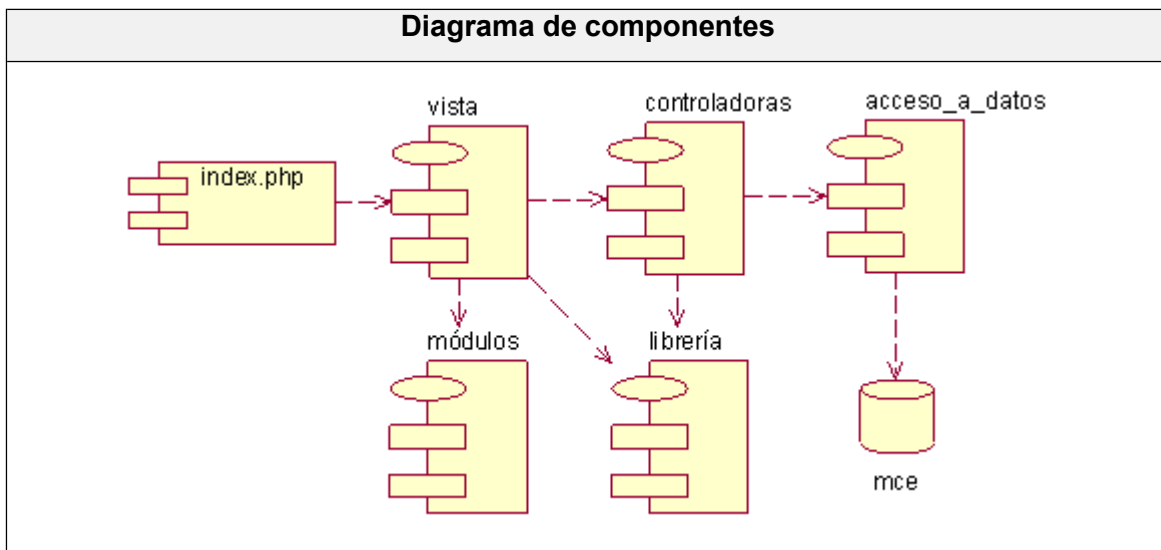 Diagrama de componentes
vista
controladoras
acceso_a_datos
index.php
módulos
librería
mce